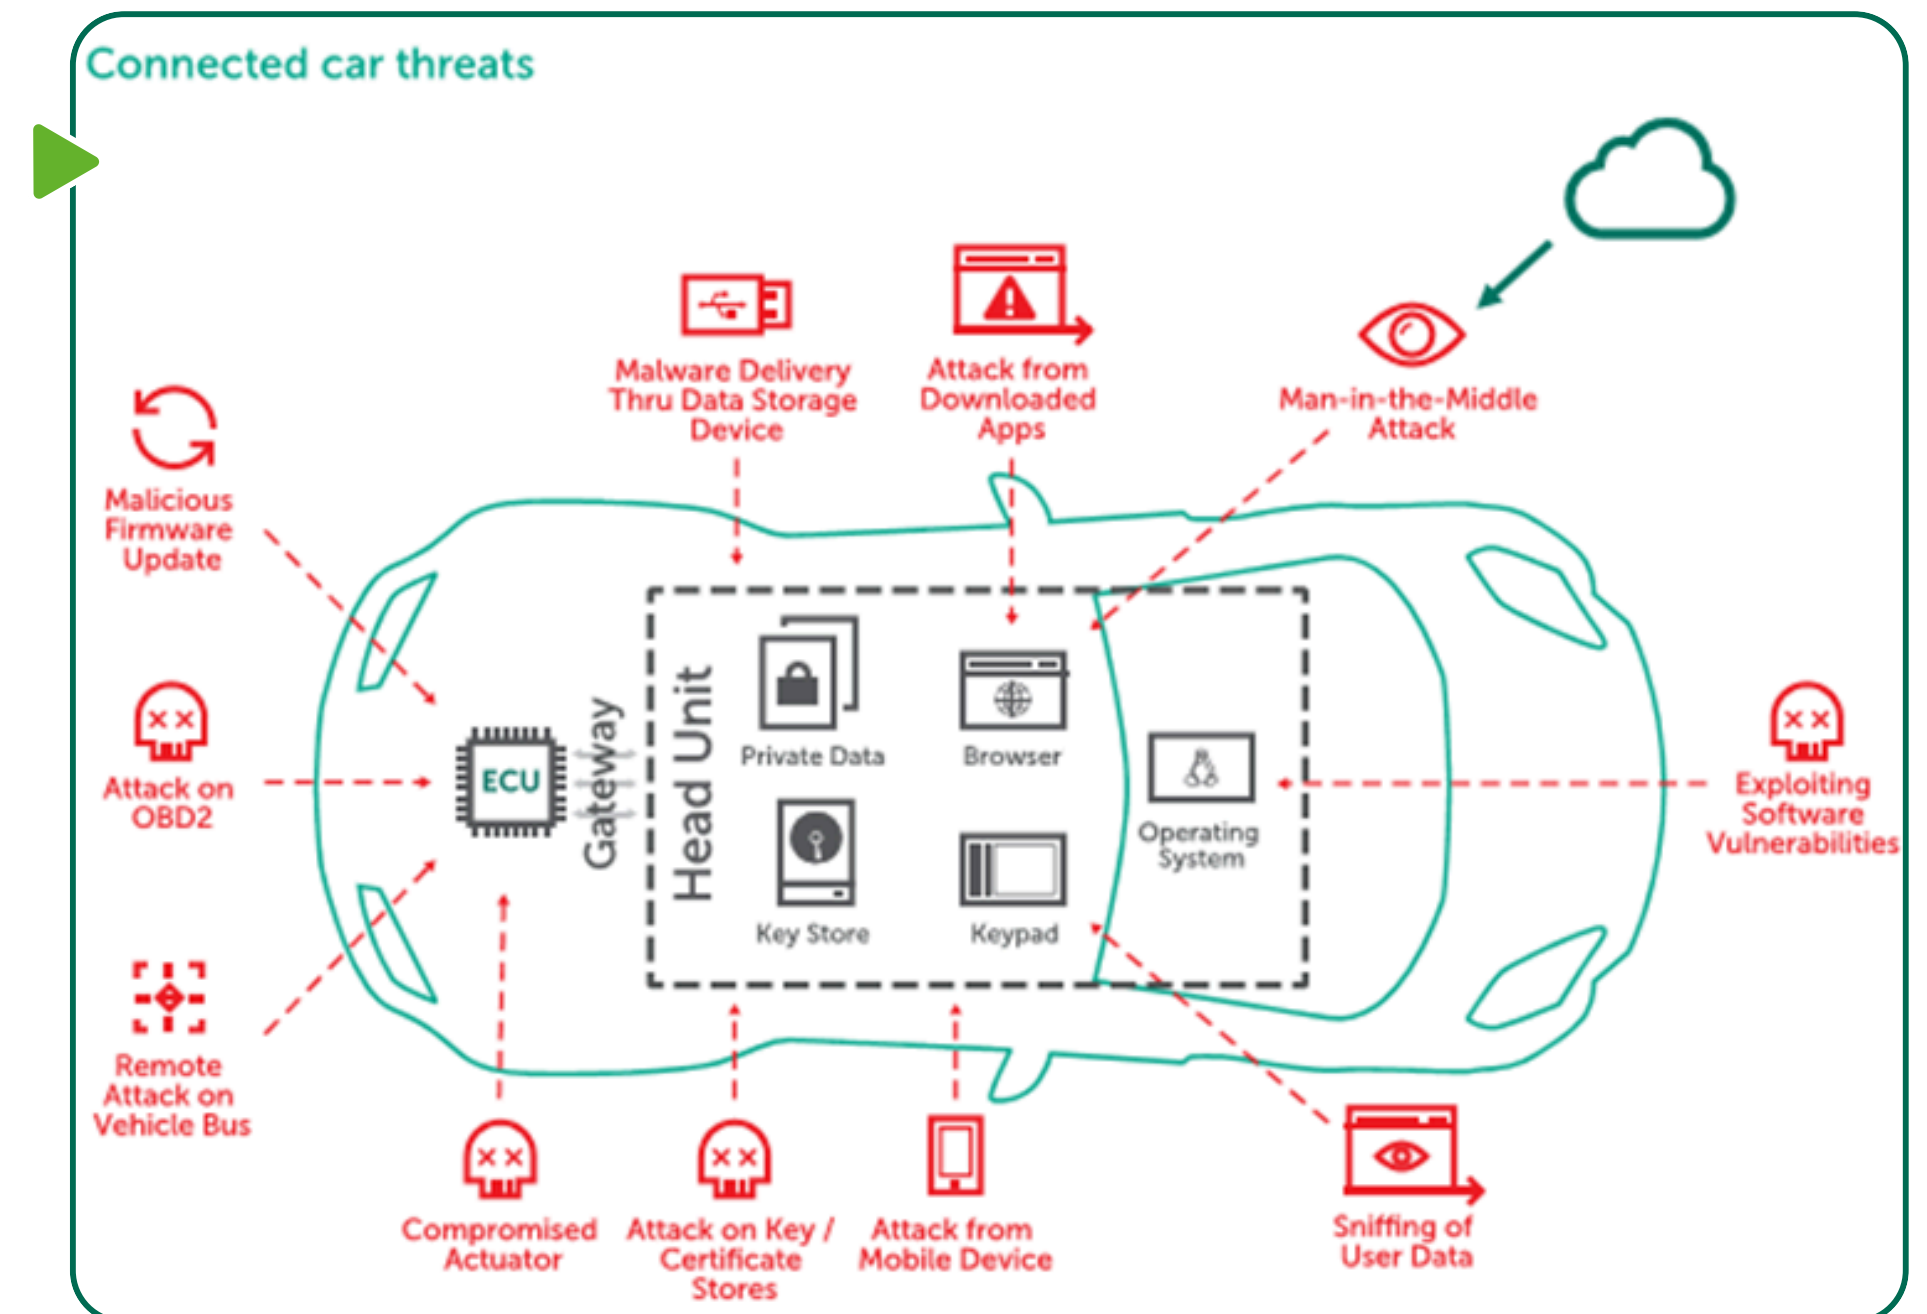 Connected car threats
Malware Delivery
Thru Data Storage
Device
Attack from
Downloaded
Apps
Man-in-the-Middle
Attack
Malicious
Firmware
Update
Attack on
OBD2
Remote
Attack on
Vehicle Bus
ECU
Gateway
Head Unit
Private Data
Browser
Key Store
Keypad
Operating
System
Exploiting
Software
Vulnerabilities
Compromised
Actuator
Attack on Key /
Certificate
Stores
Attack from
Mobile Device
Sniffing of
User Data